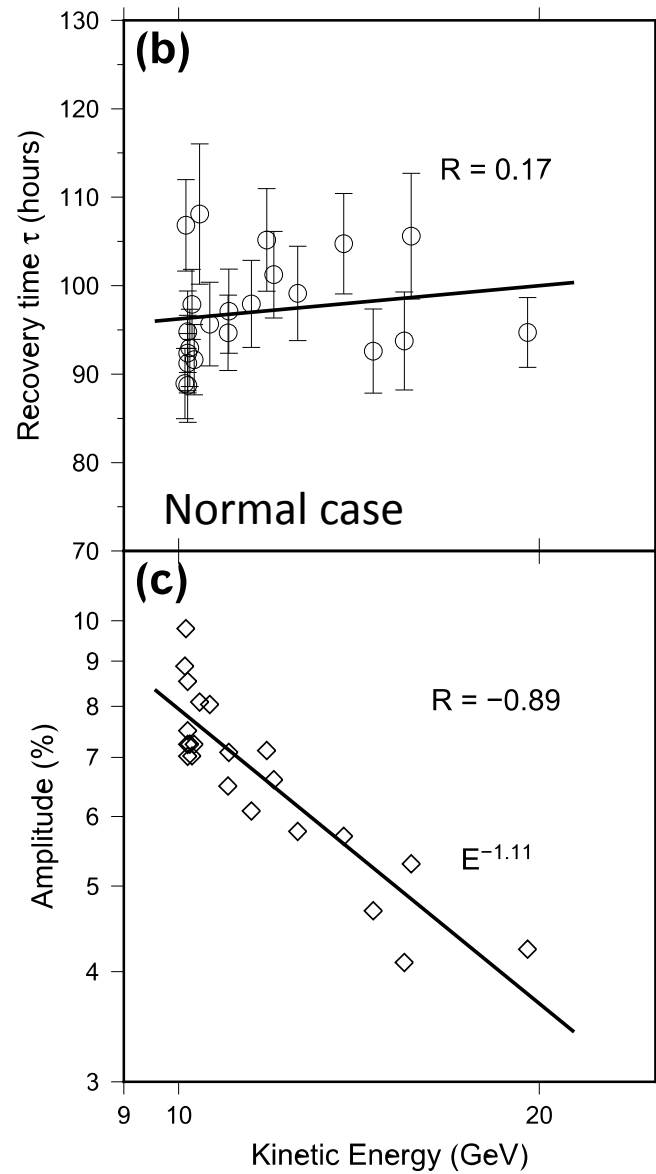 (b)
130
120
110
100
90
80
70
Recovery time τ (hours)
R = 0.17
Normal case
(c)
10
9
8
7
6
5
4
3
Amplitude (%)
R = −0.89
E−1.11
9 10 20
Kinetic Energy (GeV)